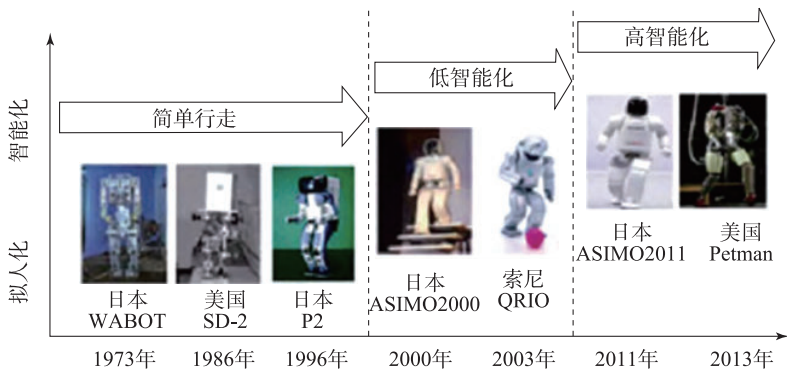 高智能化
低智能化
简单行走
智能化
拟人化
日本
WABOT
美国
SD-2
日本
P2
日本
ASIMO2000
索尼
QRIO
日本
ASIMO2011
美国
Petman
1973年
1986年
1996年
2000年
2003年
2011年
2013年